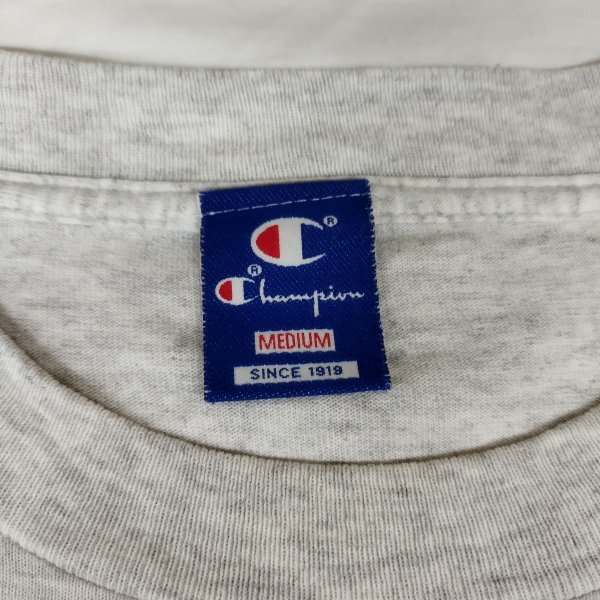 C®
®
Champion
MEDIUM
SINCE 1919